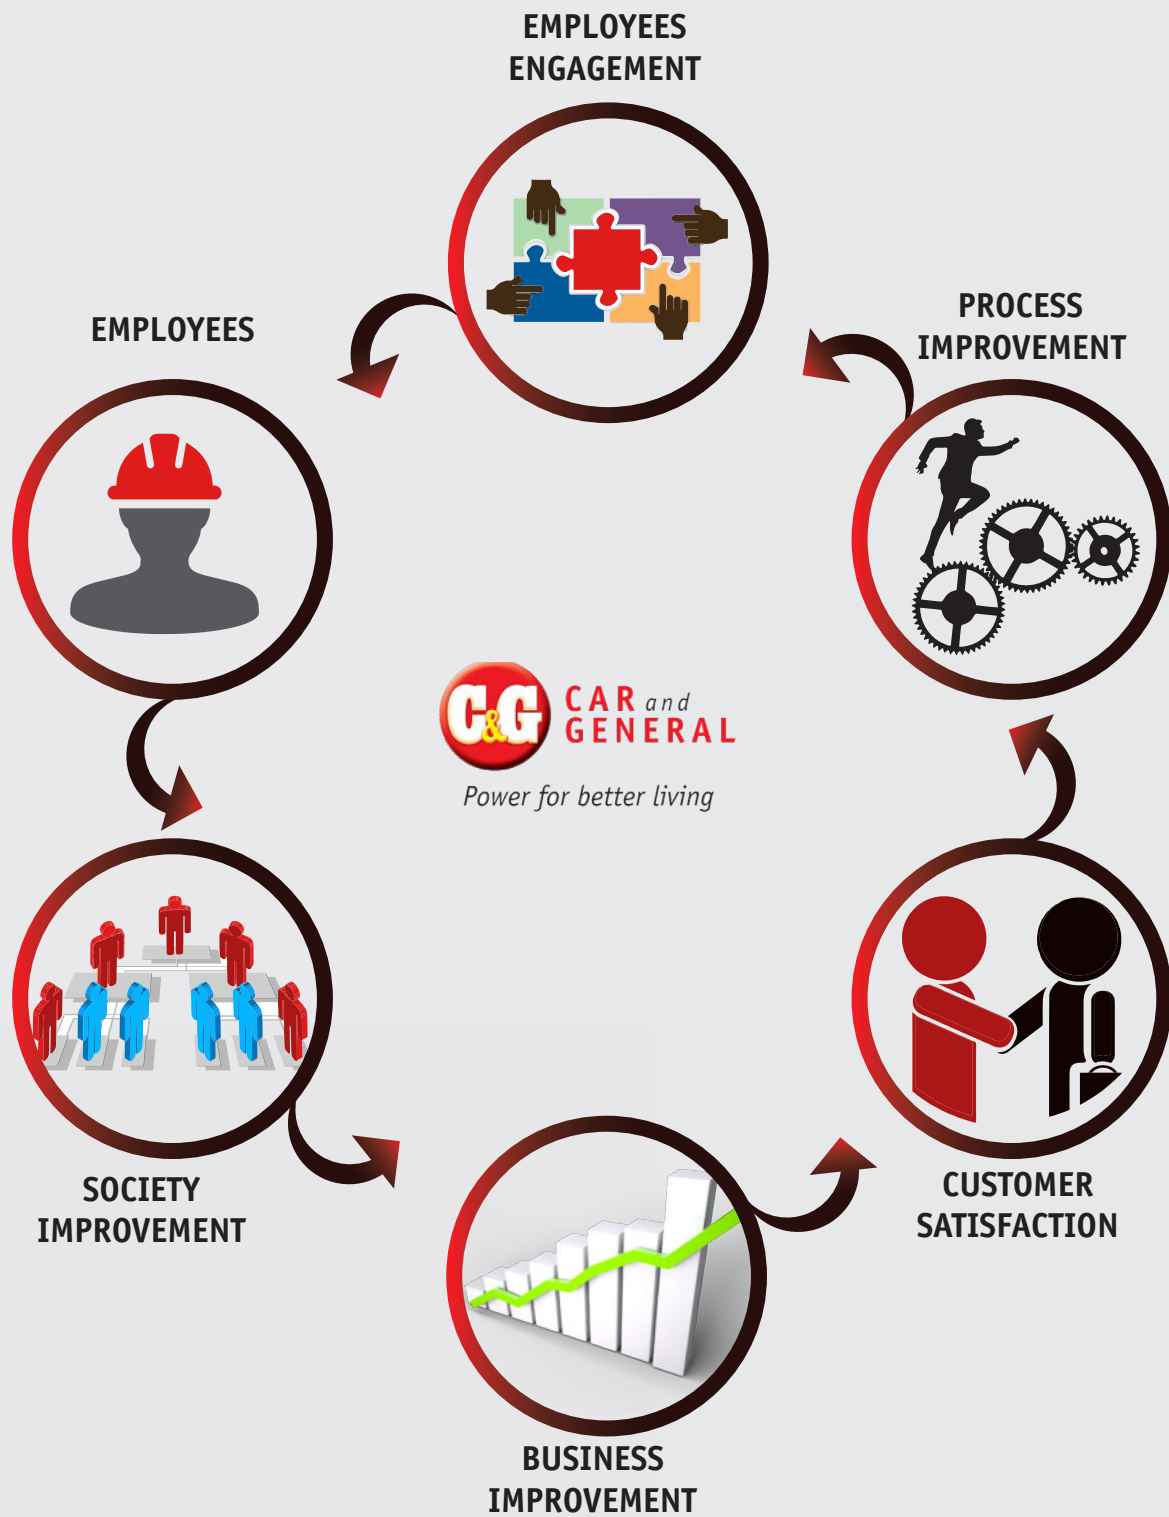 EMPLOYEES
ENGAGEMENT
EMPLOYEES
PROCESS
IMPROVEMENT
C&G
CAR and
GENERAL
Power for better living
SOCIETY
IMPROVEMENT
CUSTOMER
SATISFACTION
BUSINESS
IMPROVEMENT